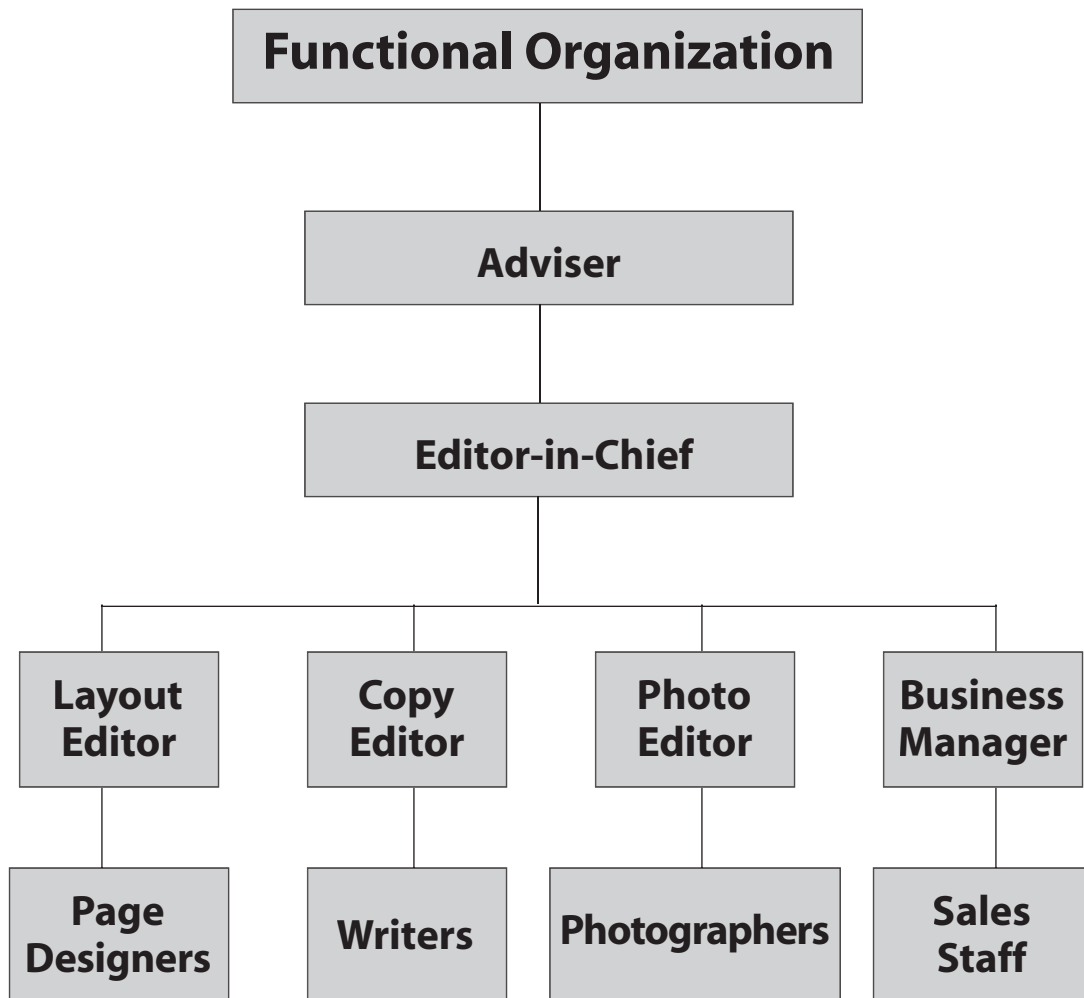 Functional Organization
Adviser
Editor-in-Chief
Layout
Editor
Copy
Editor
Photo
Editor
Business
Manager
Page
Designers
Writers
Photographers
Sales
Staff